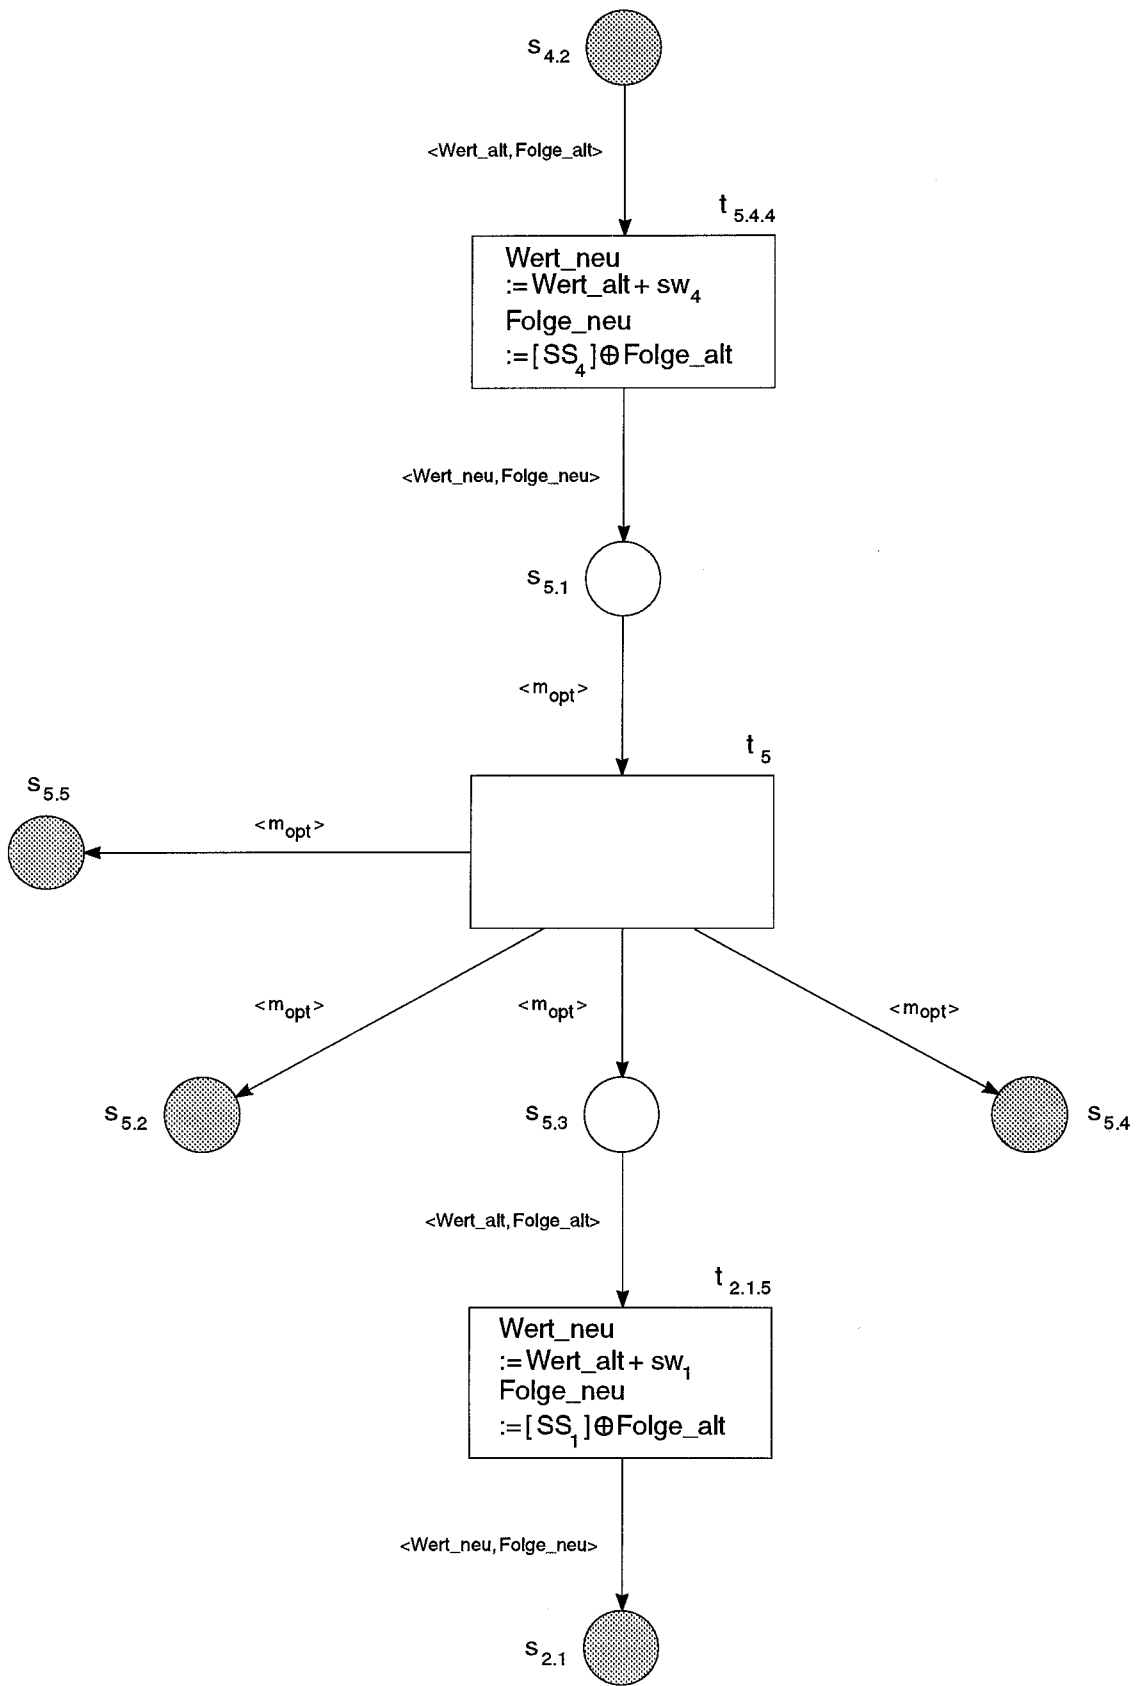 s4.2
<Wert_alt, Folge_alt>
t5.4.4
Wert_neu
:= Wert_alt + sw4
Folge_neu
:= [SS4]⊕Folge_alt
<Wert_neu, Folge_neu>
s5.1
<mopt>
t5
s5.5
<mopt>
<mopt>
<mopt>
<mopt>
s5.2
s5.3
s5.4
<Wert_alt, Folge_alt>
t2.1.5
Wert_neu
:= Wert_alt + sw1
Folge_neu
:= [SS1]⊕Folge_alt
<Wert_neu, Folge_neu>
s2.1